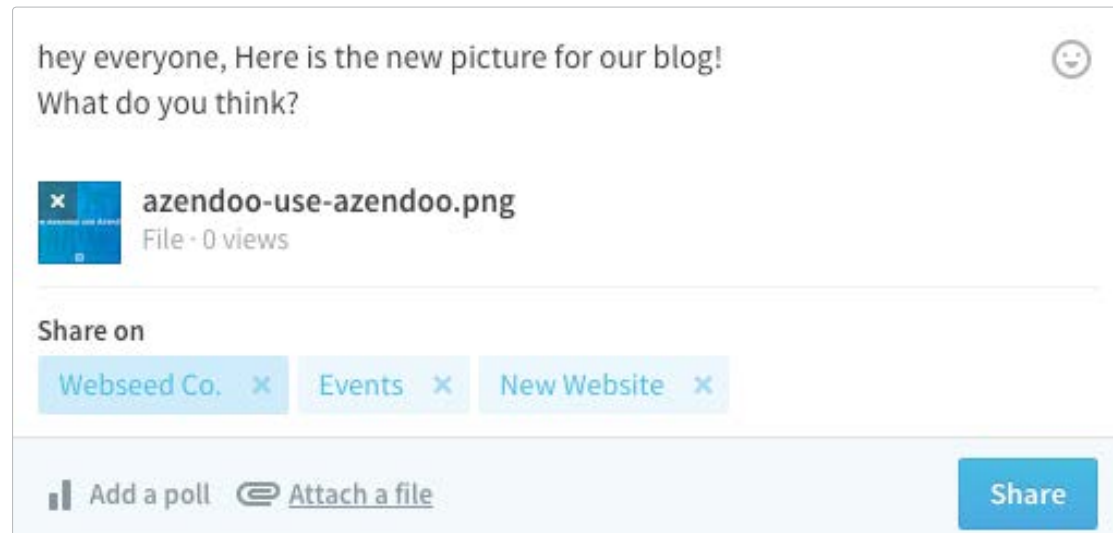 hey everyone, Here is the new picture for our blog!
What do you think?
azendoo-use-azendoo.png
File · 0 views
Share on
Webseed Co. × Events × New Website ×
Add a poll Attach a file Share